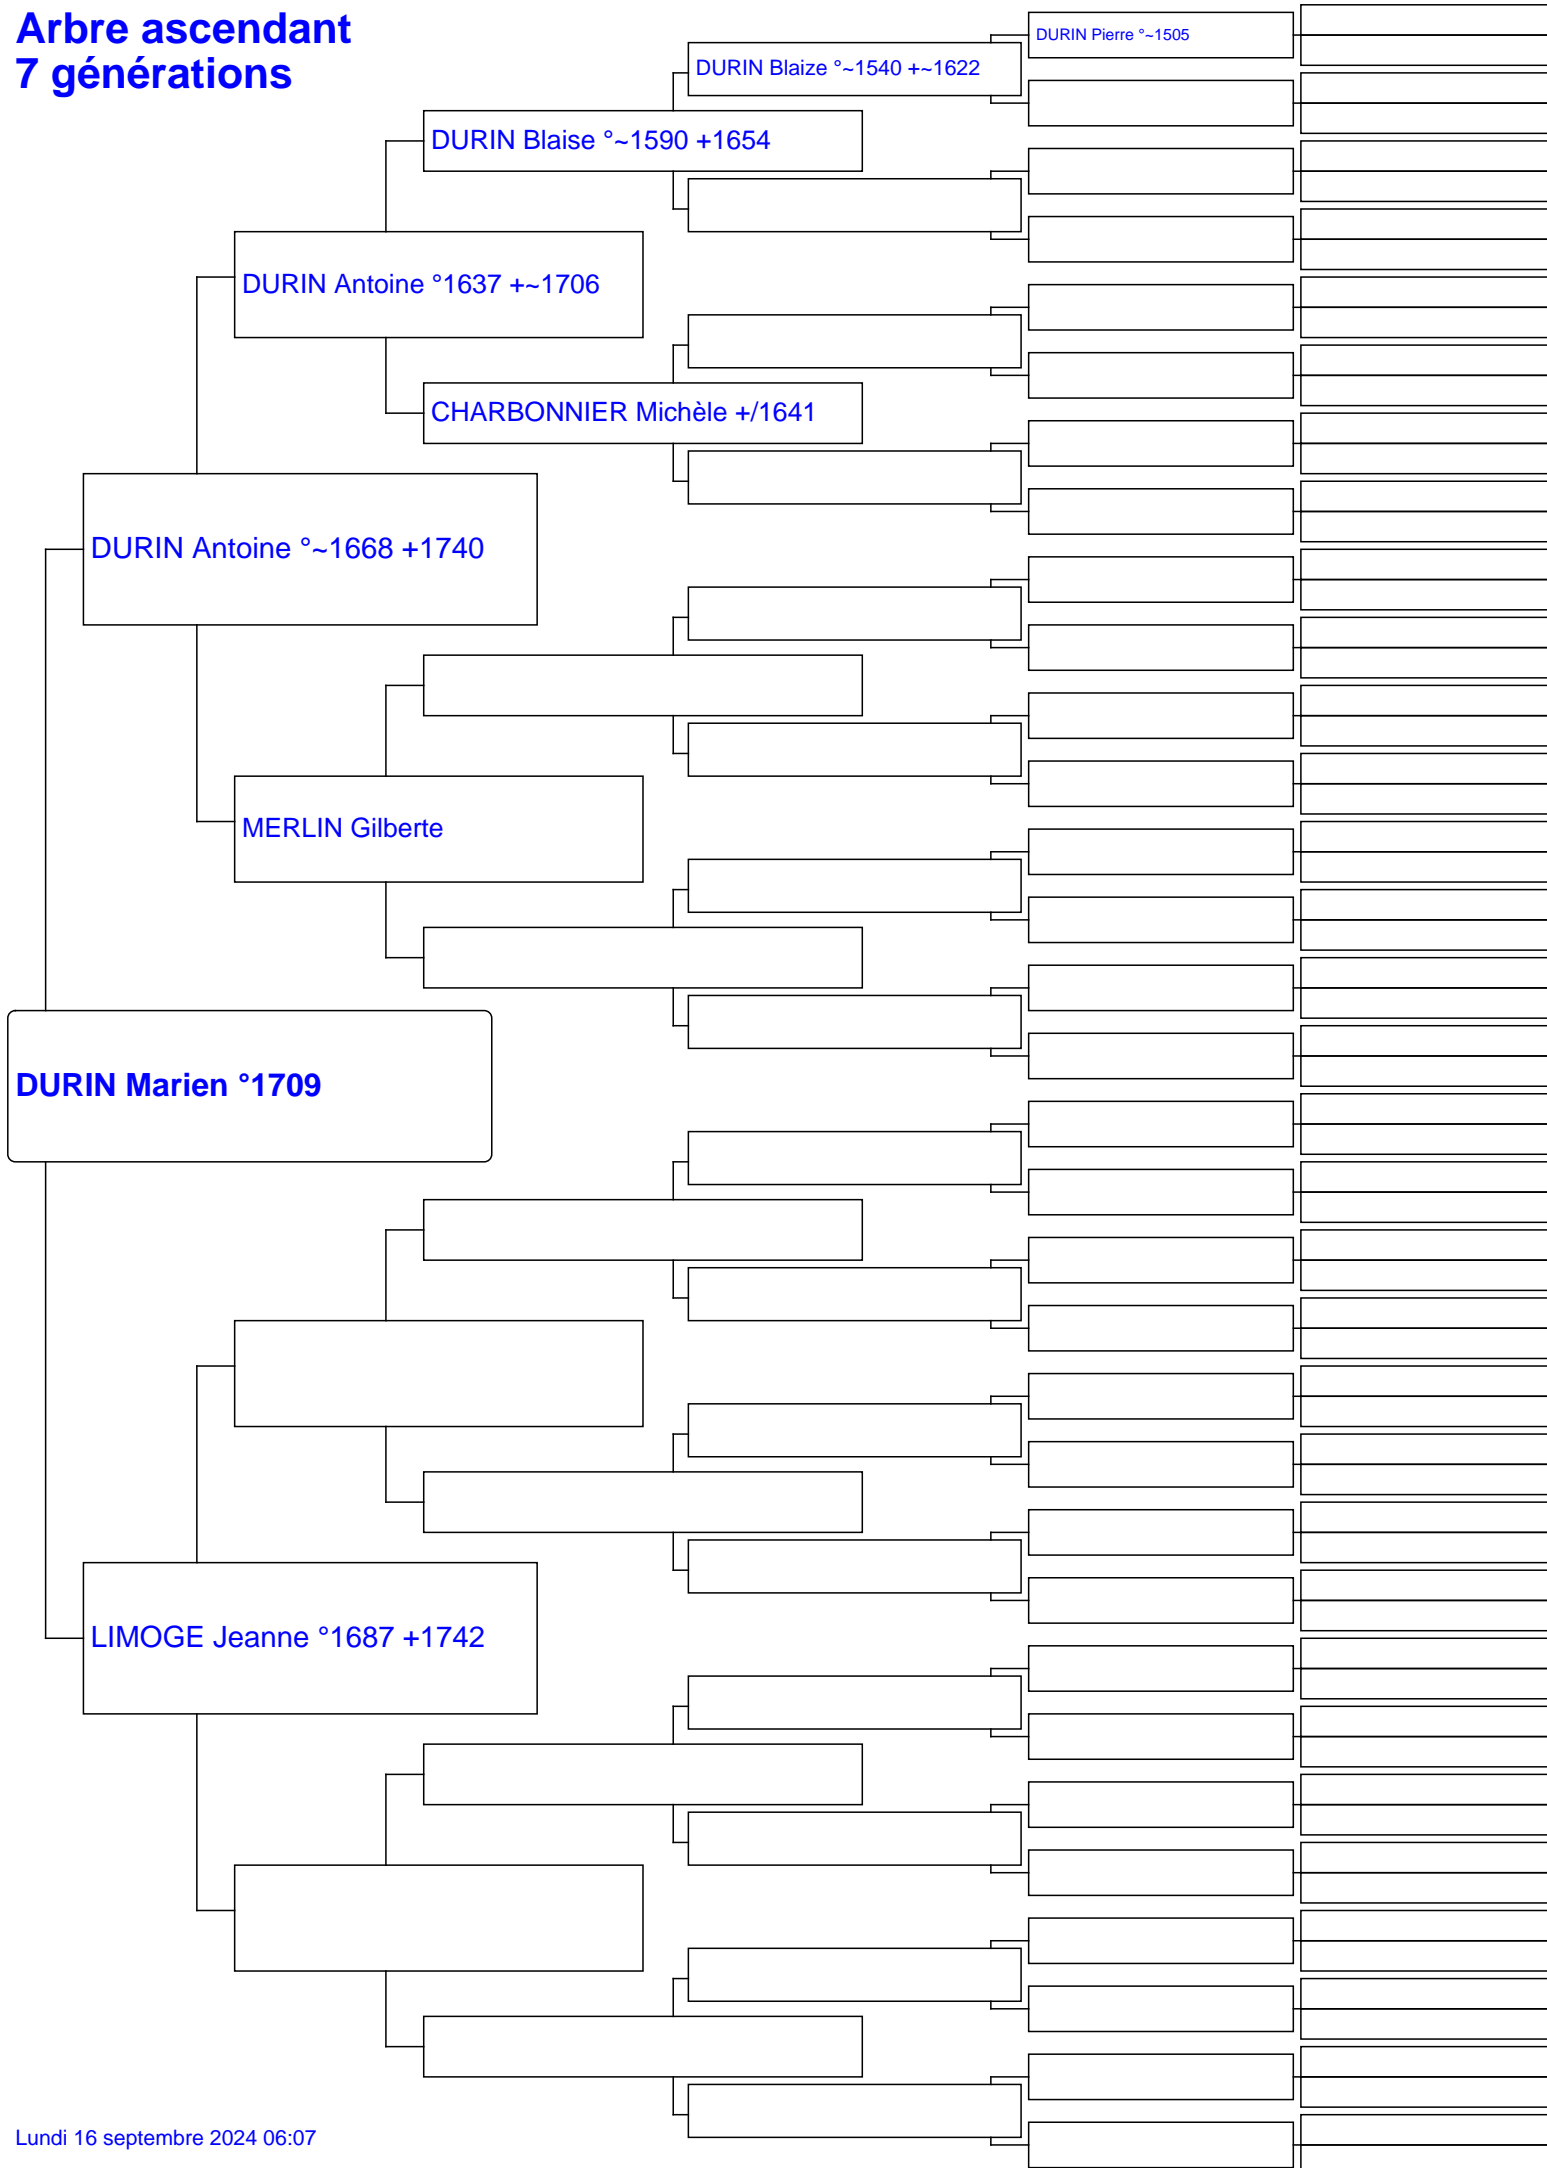 Arbre ascendant
7 générations
DURIN Pierre °~1505
DURIN Blaize °~1540 +~1622
DURIN Blaise °~1590 +1654
DURIN Antoine °1637 +~1706
CHARBONNIER Michèle +/1641
DURIN Antoine °~1668 +1740
MERLIN Gilberte
DURIN Marien °1709
LIMOGE Jeanne °1687 +1742
Lundi 16 septembre 2024 06:07